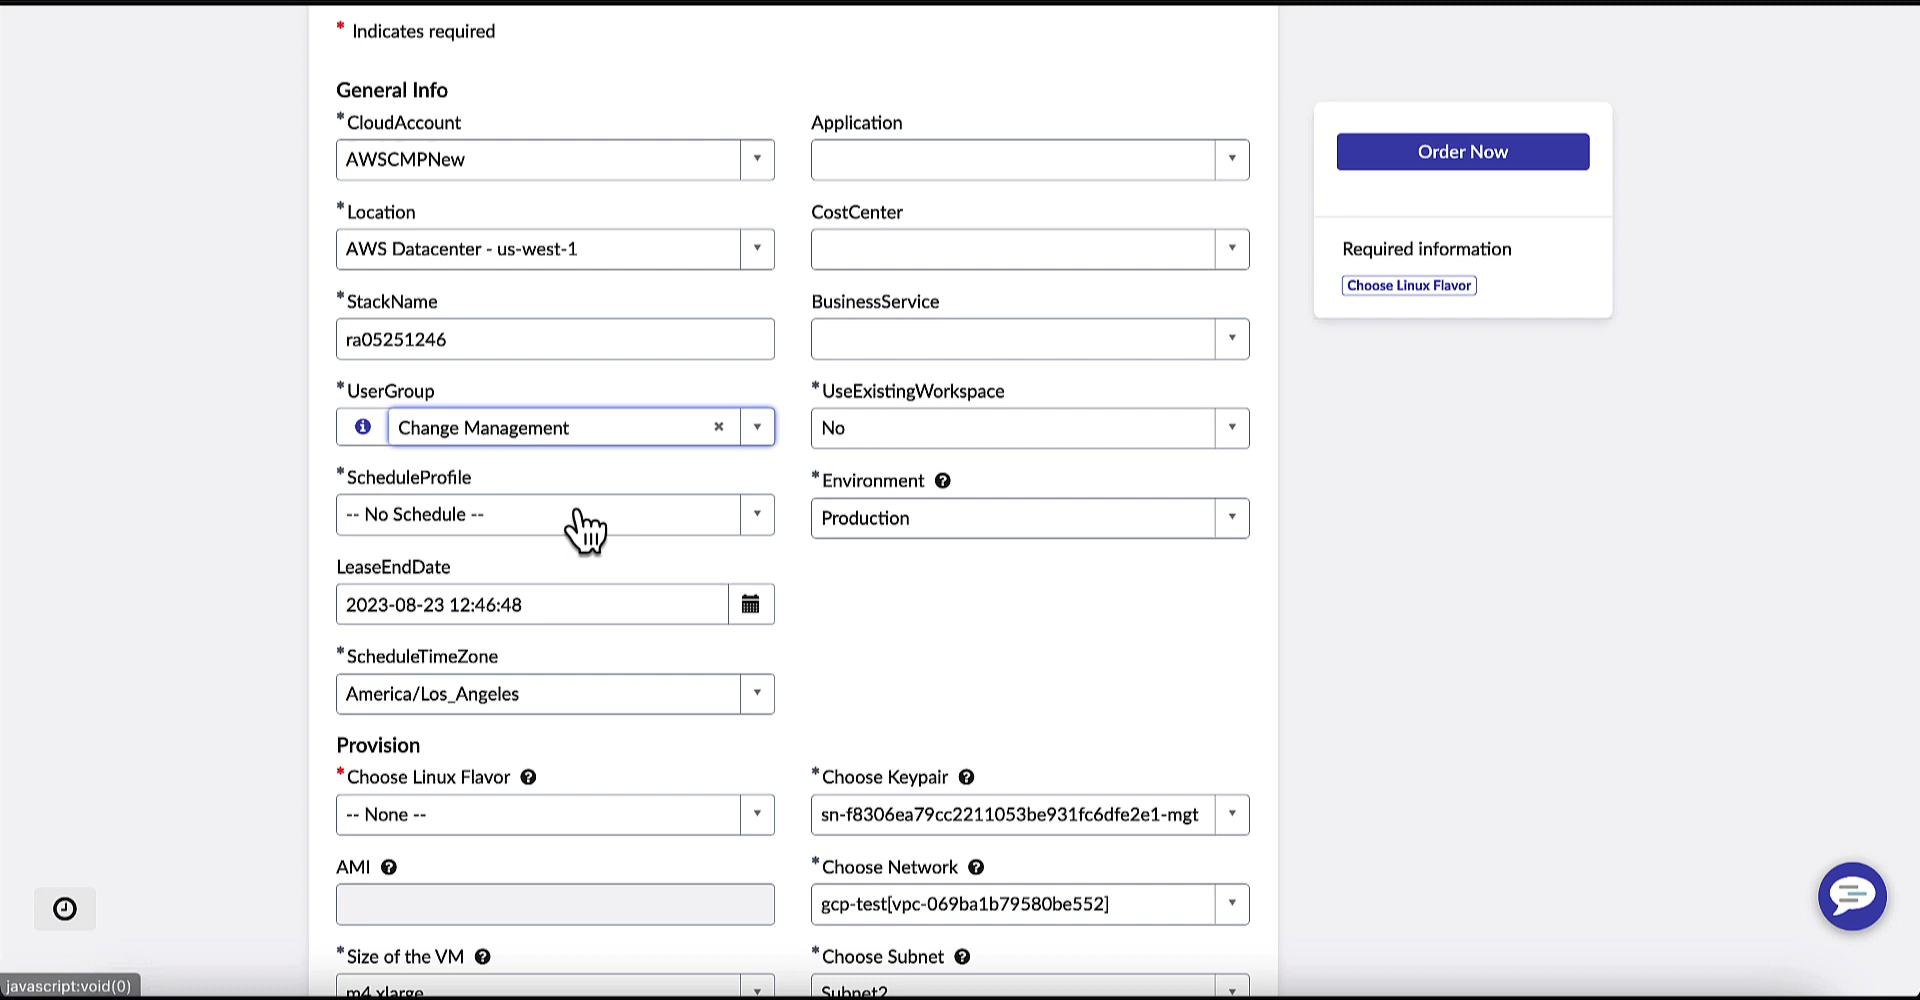 * Indicates required
General Info
*CloudAccount
AWSCMPNew
Application
*Location
AWS Datacenter - us-west-1
CostCenter
*StackName
ra05251246
BusinessService
*UserGroup
Change Management
*UseExistingWorkspace
No
*ScheduleProfile
-- No Schedule --
*Environment
Production
LeaseEndDate
2023-08-23 12:46:48
*ScheduleTimeZone
America/Los_Angeles
Provision
*Choose Linux Flavor
-- None --
*Choose Keypair
sn-f8306ea79cc2211053be931fc6dfe2e1-mgt
AMI
*Choose Network
gcp-test[vpc-069ba1b79580be552]
*Size of the VM
m4.xlarge
*Choose Subnet
Subnet2
Order Now
Required information
Choose Linux Flavor
javascript:void(0)